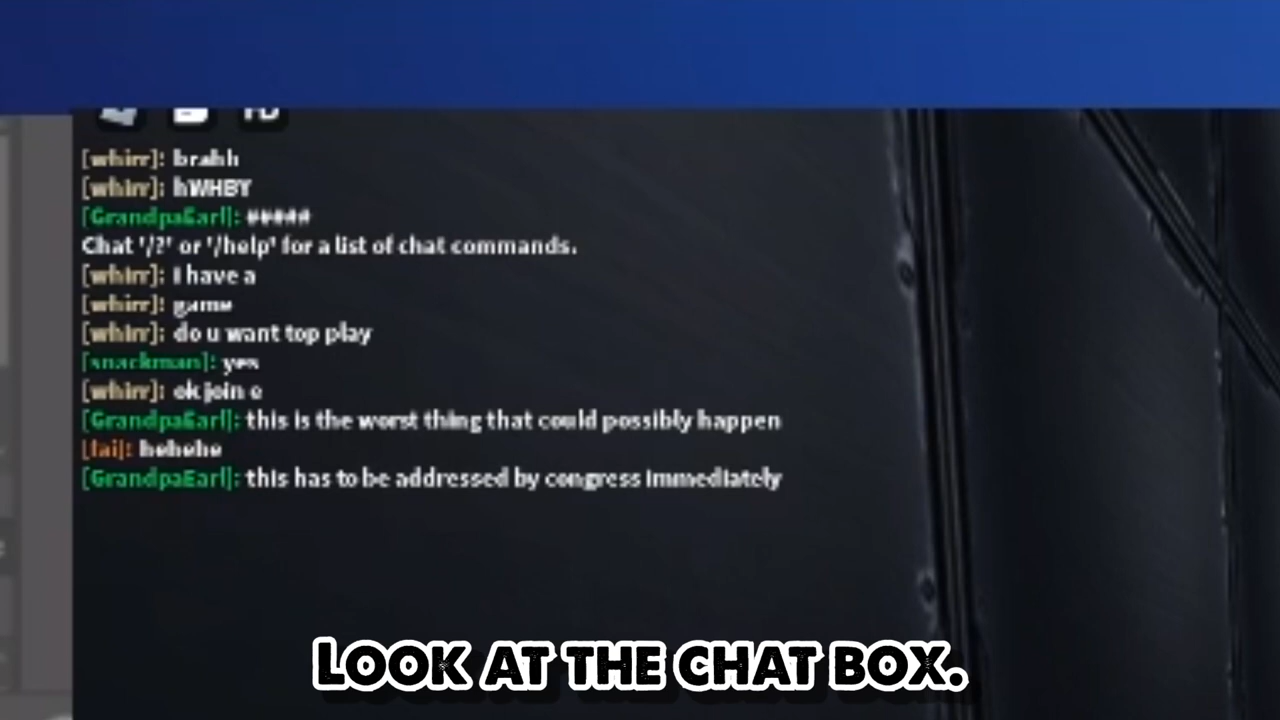 [whirr]: brahh
[whirr]: hWHBY
[GrandpaEarl]: #####
Chat '/?' or '/help' for a list of chat commands.
[whirr]: I have a
[whirr]: game
[whirr]: do u want top play
[snackman]: yes
[whirr]: ok join e
[GrandpaEarl]: this is the worst thing that could possibly happen
[fai]: hehehe
[GrandpaEarl]: this has to be addressed by congress immediately
LOOK AT THE CHAT BOX.